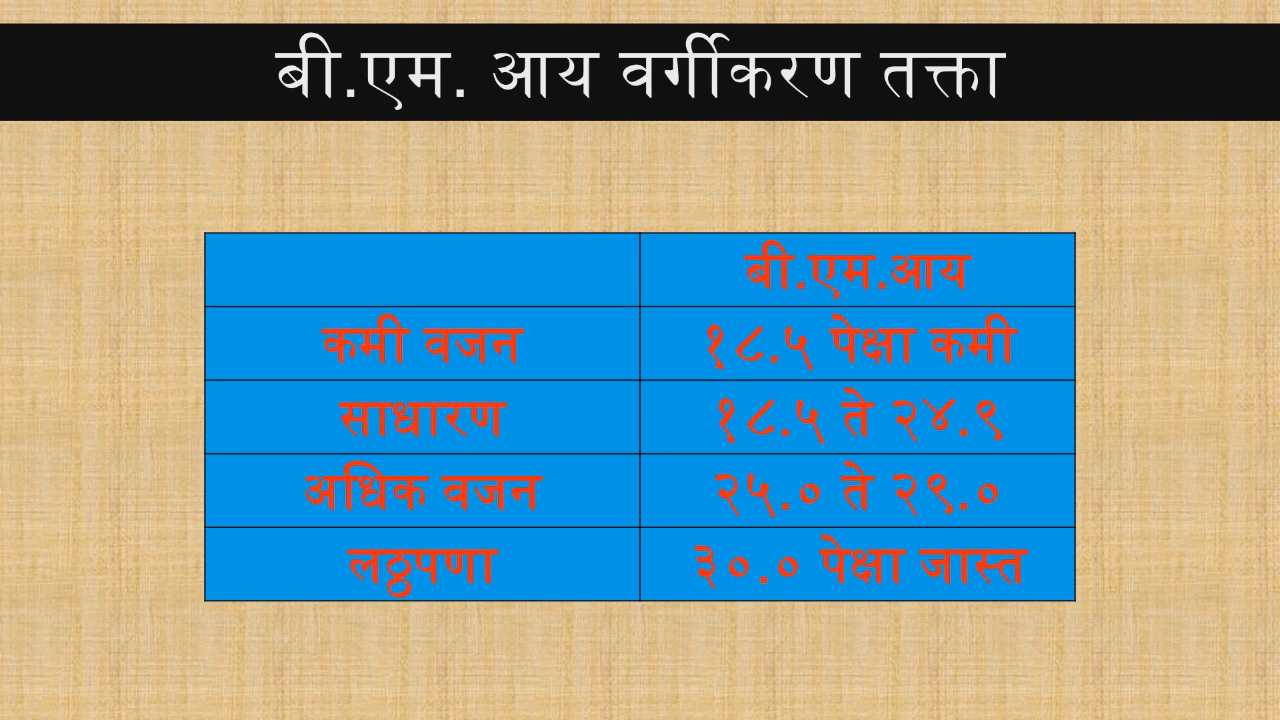 बी.एम. आय वर्गीकरण तक्ता
बी.एम.आय
कमी वजन १८.५ पेक्षा कमी
साधारण १८.५ ते २४.९
अधिक वजन २५.० ते २९.०
लठ्ठपणा ३०.० पेक्षा जास्त